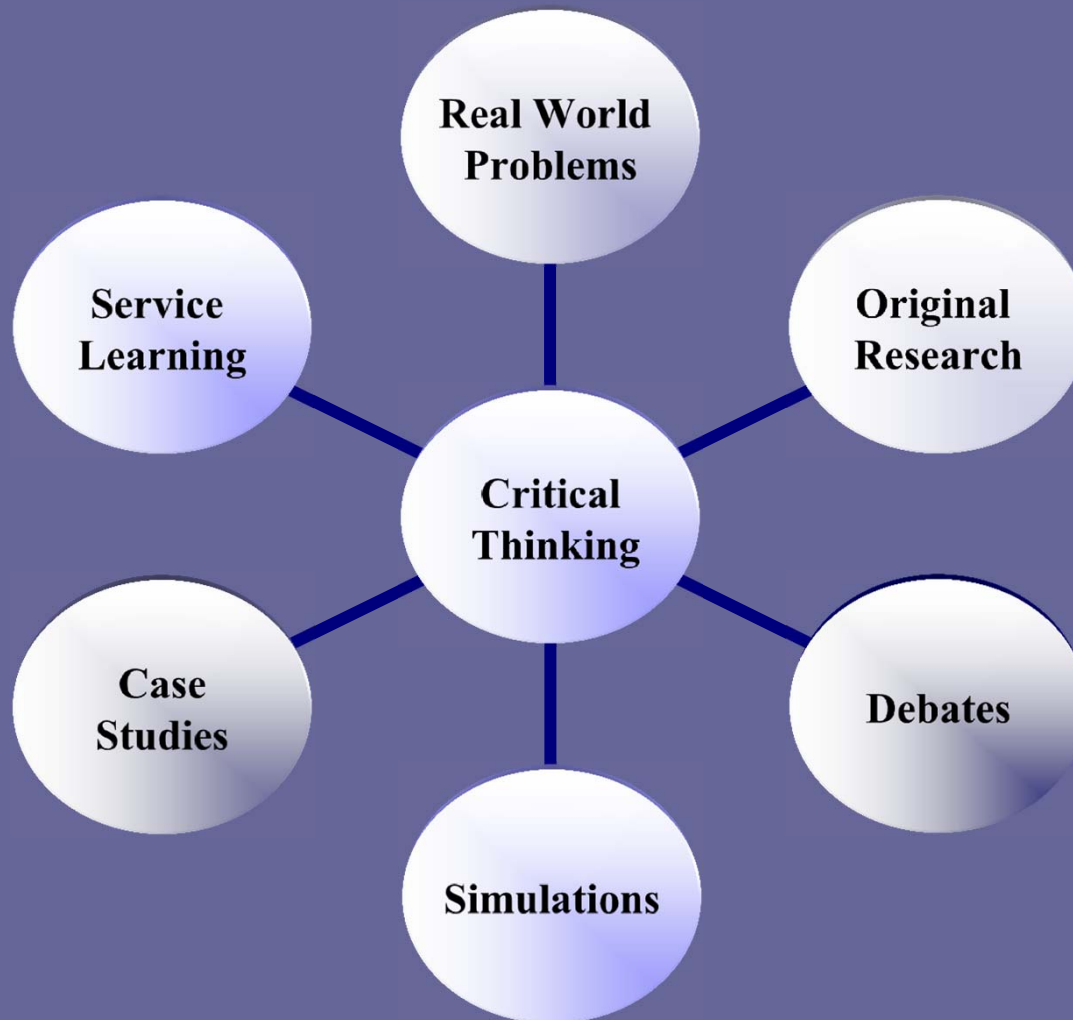 Real World
Problems
Service
Learning
Original
Research
Critical
Thinking
Case
Studies
Debates
Simulations